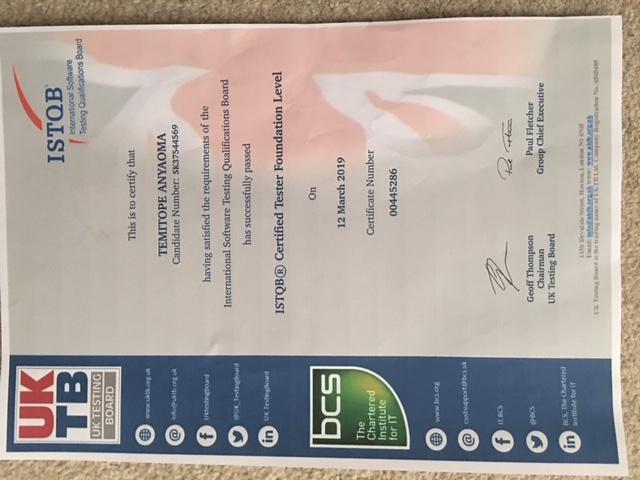 UK
TB
UK TESTING
BOARD
ISTQB®
International Software
Testing Qualifications Board
www.uktb.org.uk
info@uktb.org.uk
Uktestingboard
@UK_TestingBoard
UK-TestingBoard
This is to certify that
TEMITOPE ANYAOMA
Candidate Number: SK37544569
having satisfied the requirements of the
International Software Testing Qualifications Board
has successfully passed
ISTQB® Certified Tester Foundation Level
On
12 March 2019
Certificate Number
00445286
bcs
The
Chartered
Institute
for IT
www.bcs.org
custsupport@bcs.uk
IT.BCS
@BCS
BCS, The Chartered
Institute for IT
Geoff Thompson
Chairman
UK Testing Board
Paul Fletcher
Group Chief Executive
Drysdale Street, Hoxton, London N1 6ND
Email: info@uktb.org www: www.uktb.org.uk
UK Testing Board is the trading name of UK TB Ltd. Company Registration No.